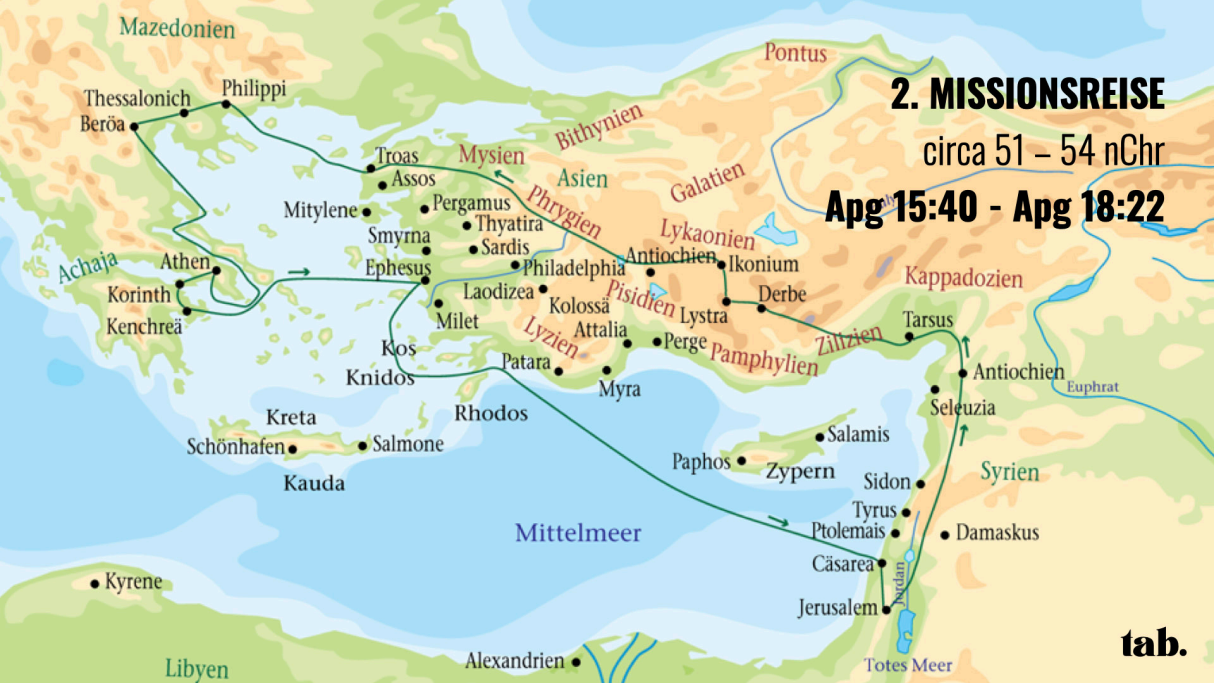 Mazedonien
Pontus
2. MISSIONSREISE
circa 51 – 54 nChr
Apg 15:40 - Apg 18:22
Philippi
Thessalonich
Beröa
Bithynien
Troas
Mysien
Assos
Asien
Galatien
Mitylene
Pergamus
Phrygien
Thyatira
Smyrna
Sardis
Lykaonien
Achaja
Athen
Ephesus
Philadelphia
Antiochien
Ikonium
Kappadozien
Korinth
Laodizea
Kolossä
Pisidien
Lystra
Derbe
Kenchreä
Milet
Lyzien
Attalia
Perge
Zilizien
Tarsus
Kos
Patara
Pamphylien
Knidos
Myra
Antiochien
Euphrat
Rhodos
Seleuzia
Kreta
Schönhafen
Salmone
Salamis
Paphos
Zypern
Kauda
Sidon
Syrien
Tyrus
Mittelmeer
Ptolemais
Damaskus
Cäsarea
Kyrene
Jordan
Jerusalem
Alexandrien
Libyen
Totes Meer
tab.